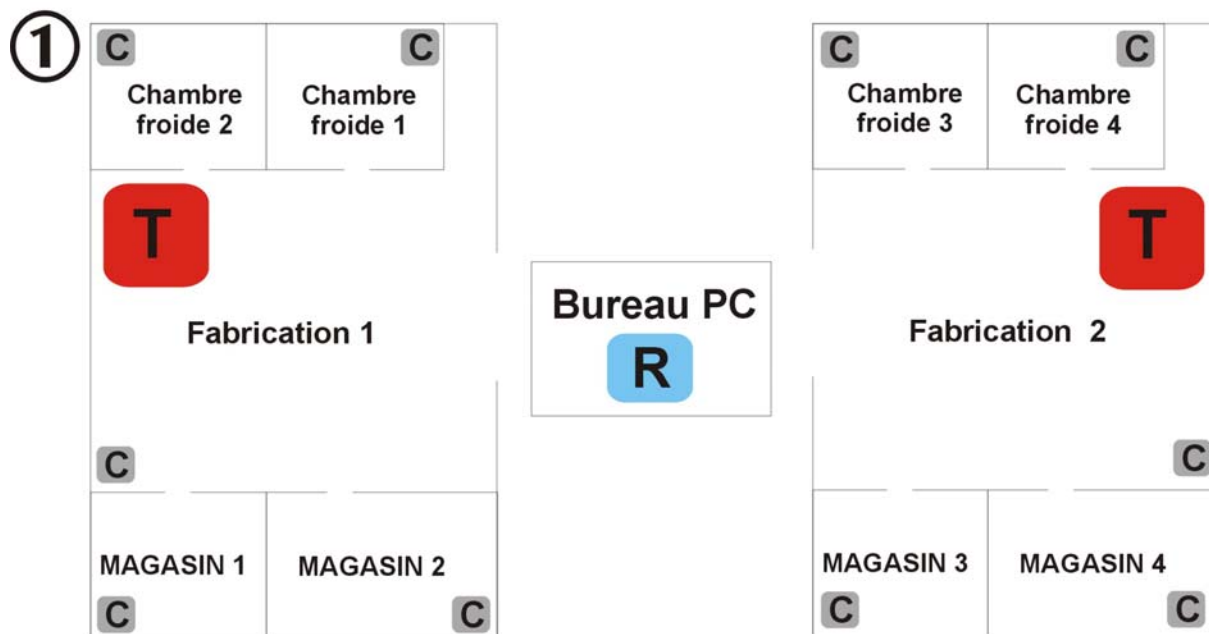 1
C
C
C
C
Chambre
froide 2
Chambre
froide 1
Chambre
froide 3
Chambre
froide 4
T
T
Bureau PC
R
Fabrication 1
Fabrication 2
C
C
MAGASIN 1
MAGASIN 2
MAGASIN 3
MAGASIN 4
C
C
C
C